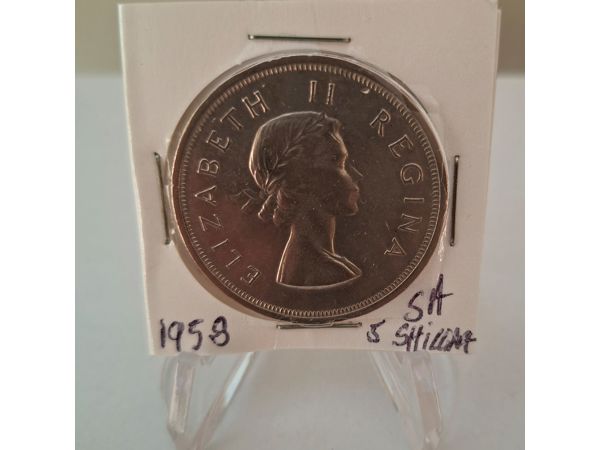 ELIZABETH II REGINA
1958
SA
5 SHILLING